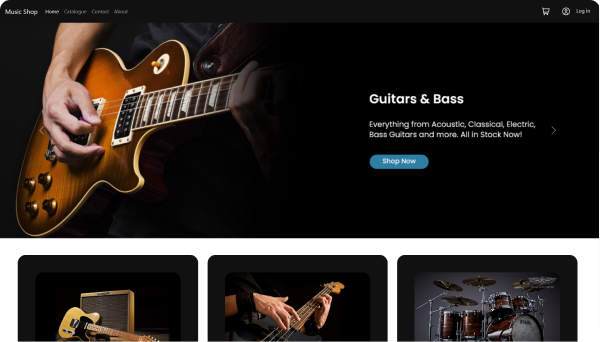 Music Shop Home Catalogue Contact About Log in
Guitars & Bass
Everything from Acoustic, Classical, Electric,
Bass Guitars and more. All in Stock Now!
Shop Now